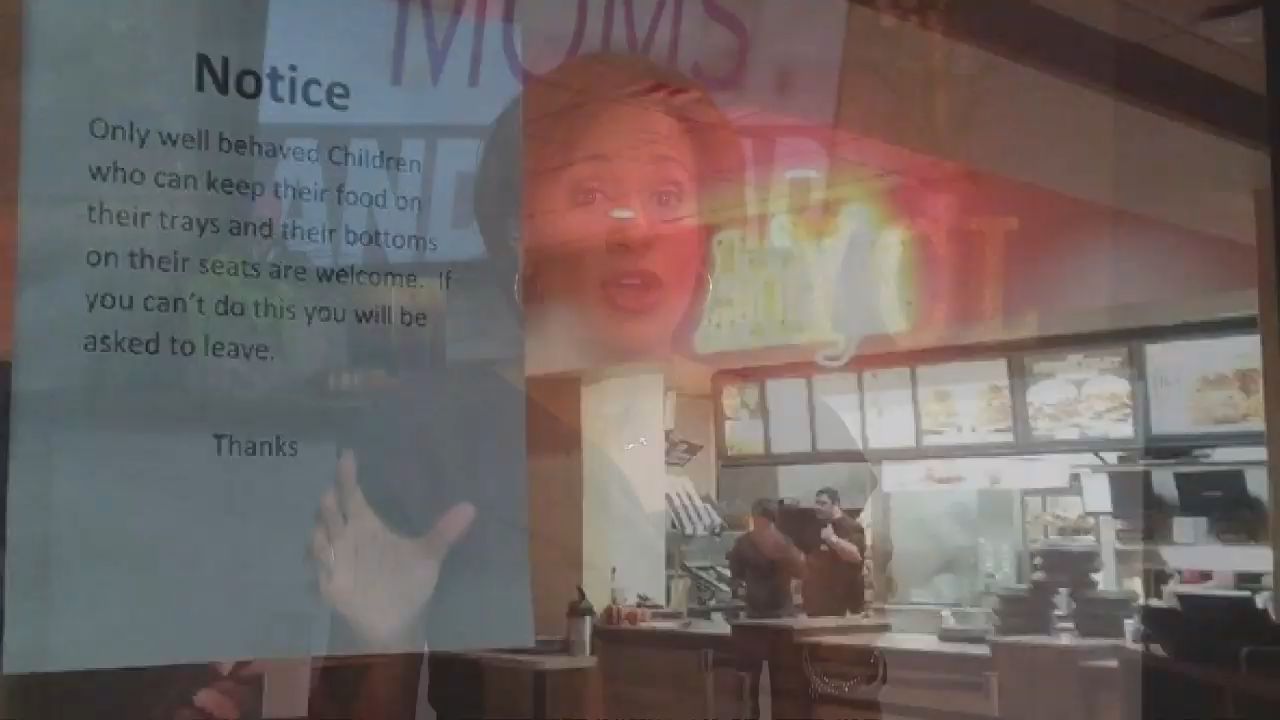 MOMS
Notice
Only well behaved Children
who can keep their food on
their trays and their bottoms
on their seats are welcome. If
you can't do this you will be
asked to leave.
Thanks